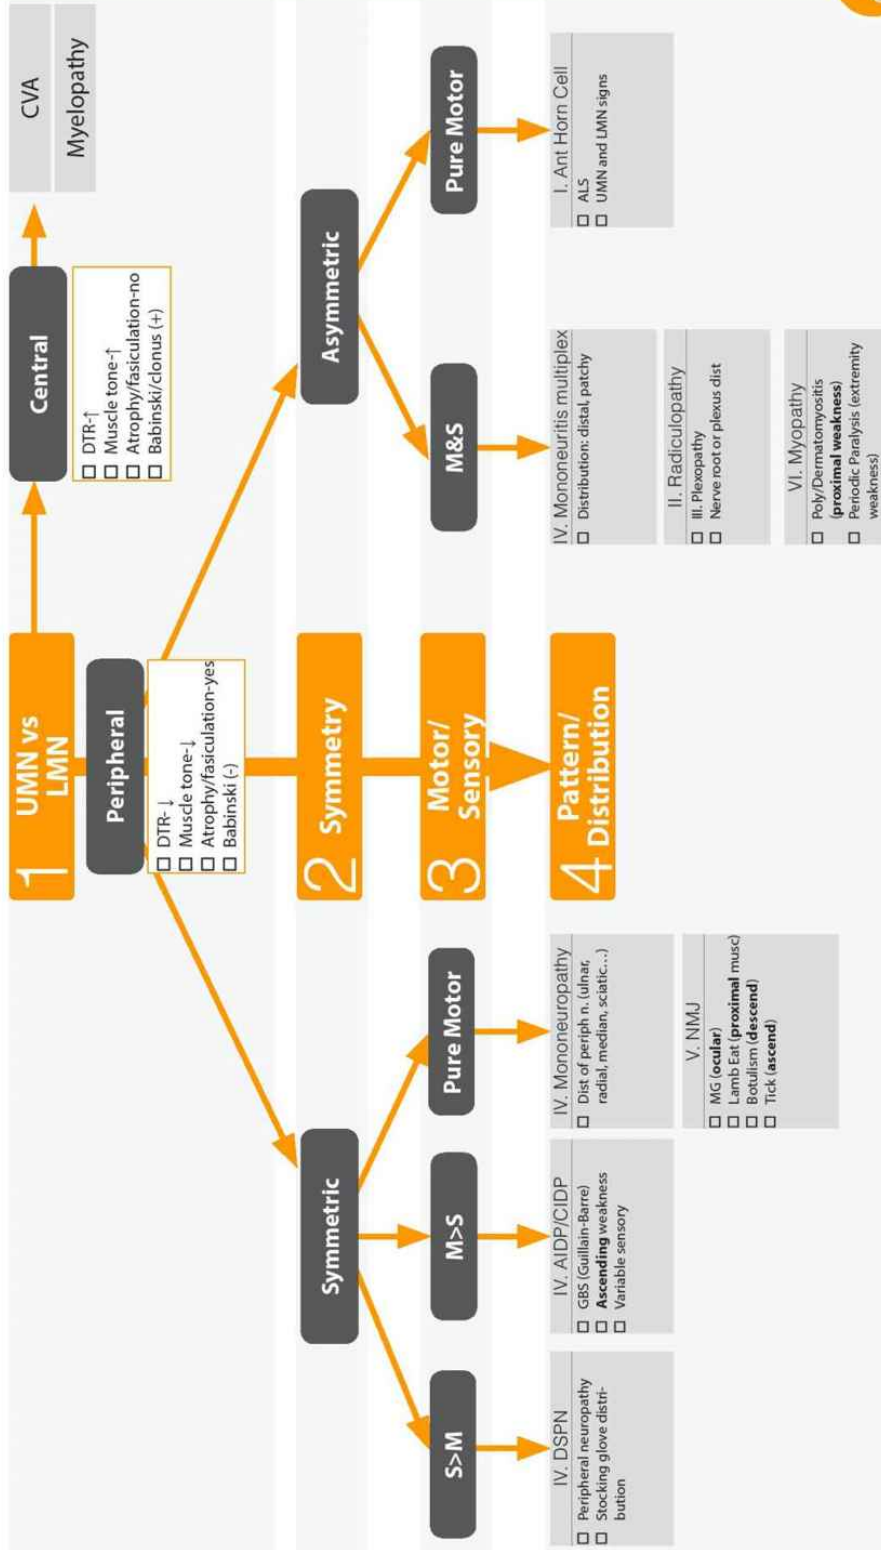 1 UMN vs
LMN
Central
CVA
Myelopathy
☐ DTR-↑
☐ Muscle tone-↑
☐ Atrophy/fasiculation-no
☐ Babinski/clonus (+)
Peripheral
☐ DTR- ↓
☐ Muscle tone-↓
☐ Atrophy/fasiculation-yes
☐ Babinski (-)
2 Symmetry
Symmetric
Asymmetric
3 Motor/
Sensory
S>M
M>S
Pure Motor
M&S
Pure Motor
4 Pattern/
Distribution
IV. DSPN
☐ Peripheral neuropathy
☐ Stocking glove distri-
bution
IV. AIDP/CIDP
☐ GBS (Guillain-Barre)
☐ Ascending weakness
☐ Variable sensory
IV. Mononeuropathy
☐ Dist of periph n. (ulnar,
radial, median, sciatic...)
V. NMJ
☐ MG (ocular)
☐ Lamb Eat (proximal musc)
☐ Botulism (descend)
☐ Tick (ascend)
IV. Mononeuritis multiplex
☐ Distribution: distal, patchy
II. Radiculopathy
☐ III. Plexopathy
☐ Nerve root or plexus dist
VI. Myopathy
☐ Poly/Dermatomyositis
(proximal weakness)
☐ Periodic Paralysis (extremity
weakness)
I. Ant Horn Cell
☐ ALS
☐ UMN and LMN signs